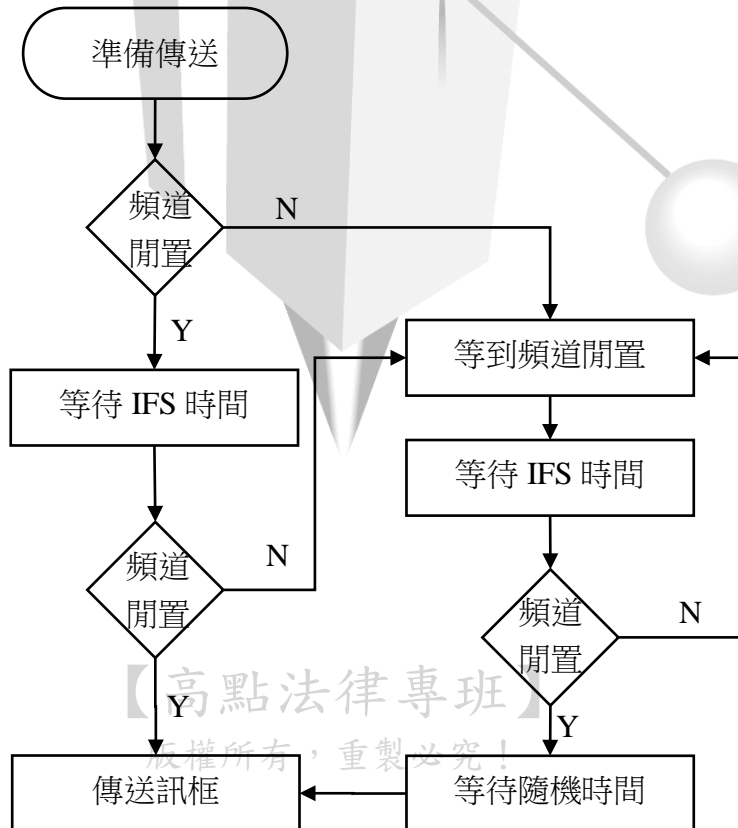 準備傳送
頻道
閒置
N
Y
等到頻道閒置
等待 IFS 時間
等待 IFS 時間
頻道
閒置
N
Y
頻道
閒置
N
Y
【高點法律專班】
版權所有，重製必究！
傳送訊框
等待隨機時間